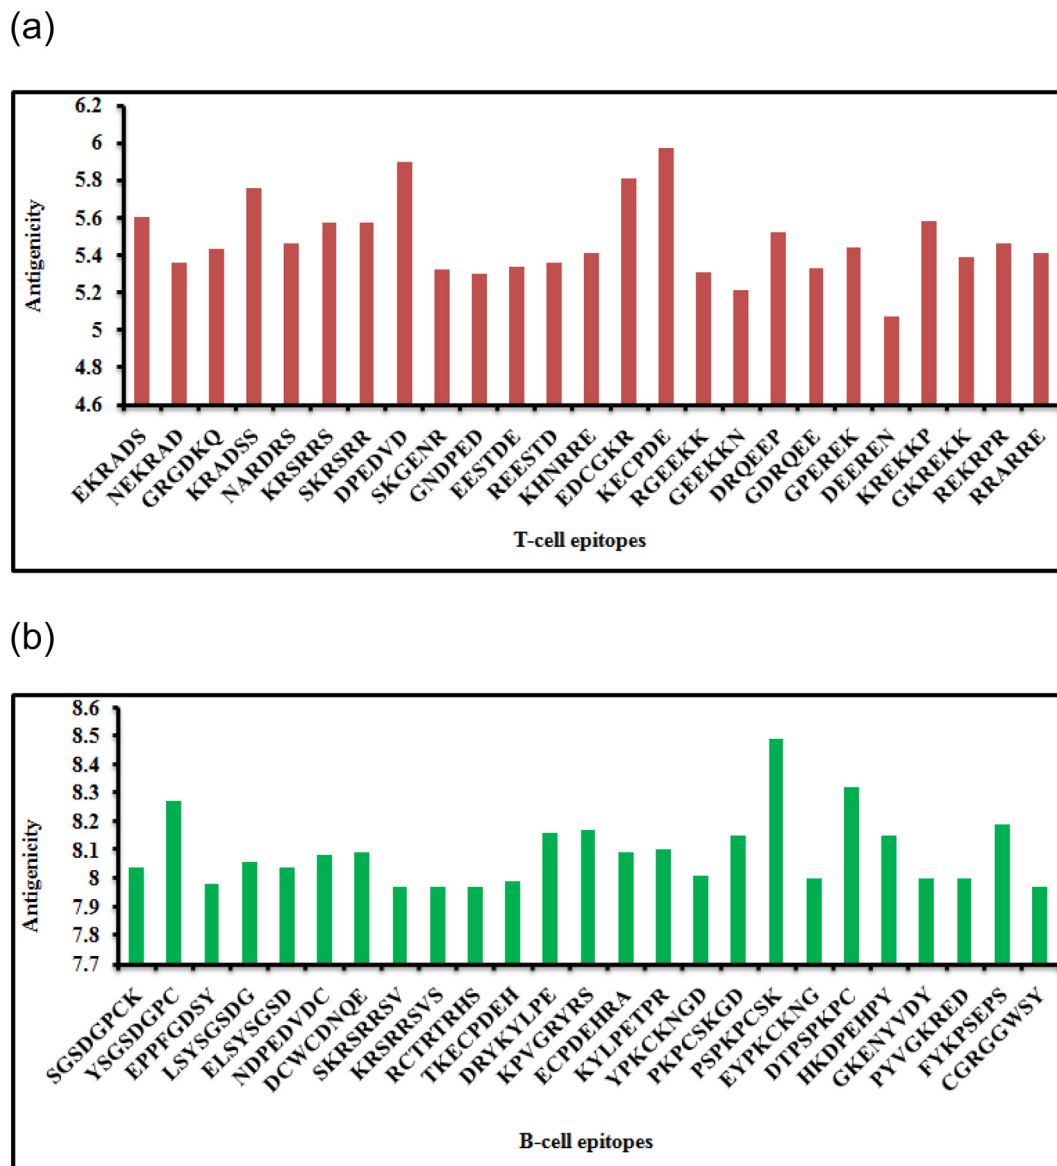 (a)
6.2
6
5.8
5.6
5.4
5.2
5
4.8
4.6
Antigenicity
EKRADS
NEKRAD
GRGDKQ
KRADSS
NARDRS
KRSRRS
SKRSRR
DPEDVD
SKGENR
GNDPED
EESTDE
REESTD
KHNRRE
EDCGKR
KECPDE
RGEEKK
GEEKKN
DRQEEP
GDRQEE
GPEREK
DEEREN
KREKKP
GKREKK
REKRPR
RRARRE
T-cell epitopes
(b)
8.6
8.5
8.4
8.3
8.2
8.1
8
7.9
7.8
7.7
Antigenicity
SGSDGPCK
YSGSDGPC
EPPFGDSY
LSYSGSDG
ELSYSGSD
NDPEDVDC
DCWCDNQE
SKRSRRSV
KRSRRSVS
RCTRTRHS
TKECPDEH
DRYKYLPE
KPVGRYRS
ECPDEHRA
KYLPETPR
YPKCKNGD
PKPCSKGD
PSPKPCSK
EYPKCKNG
DTPSPKPC
HKDPEHPY
GKENYVDY
PYVGKRED
FYKPSEPS
CGRGGWSY
B-cell epitopes